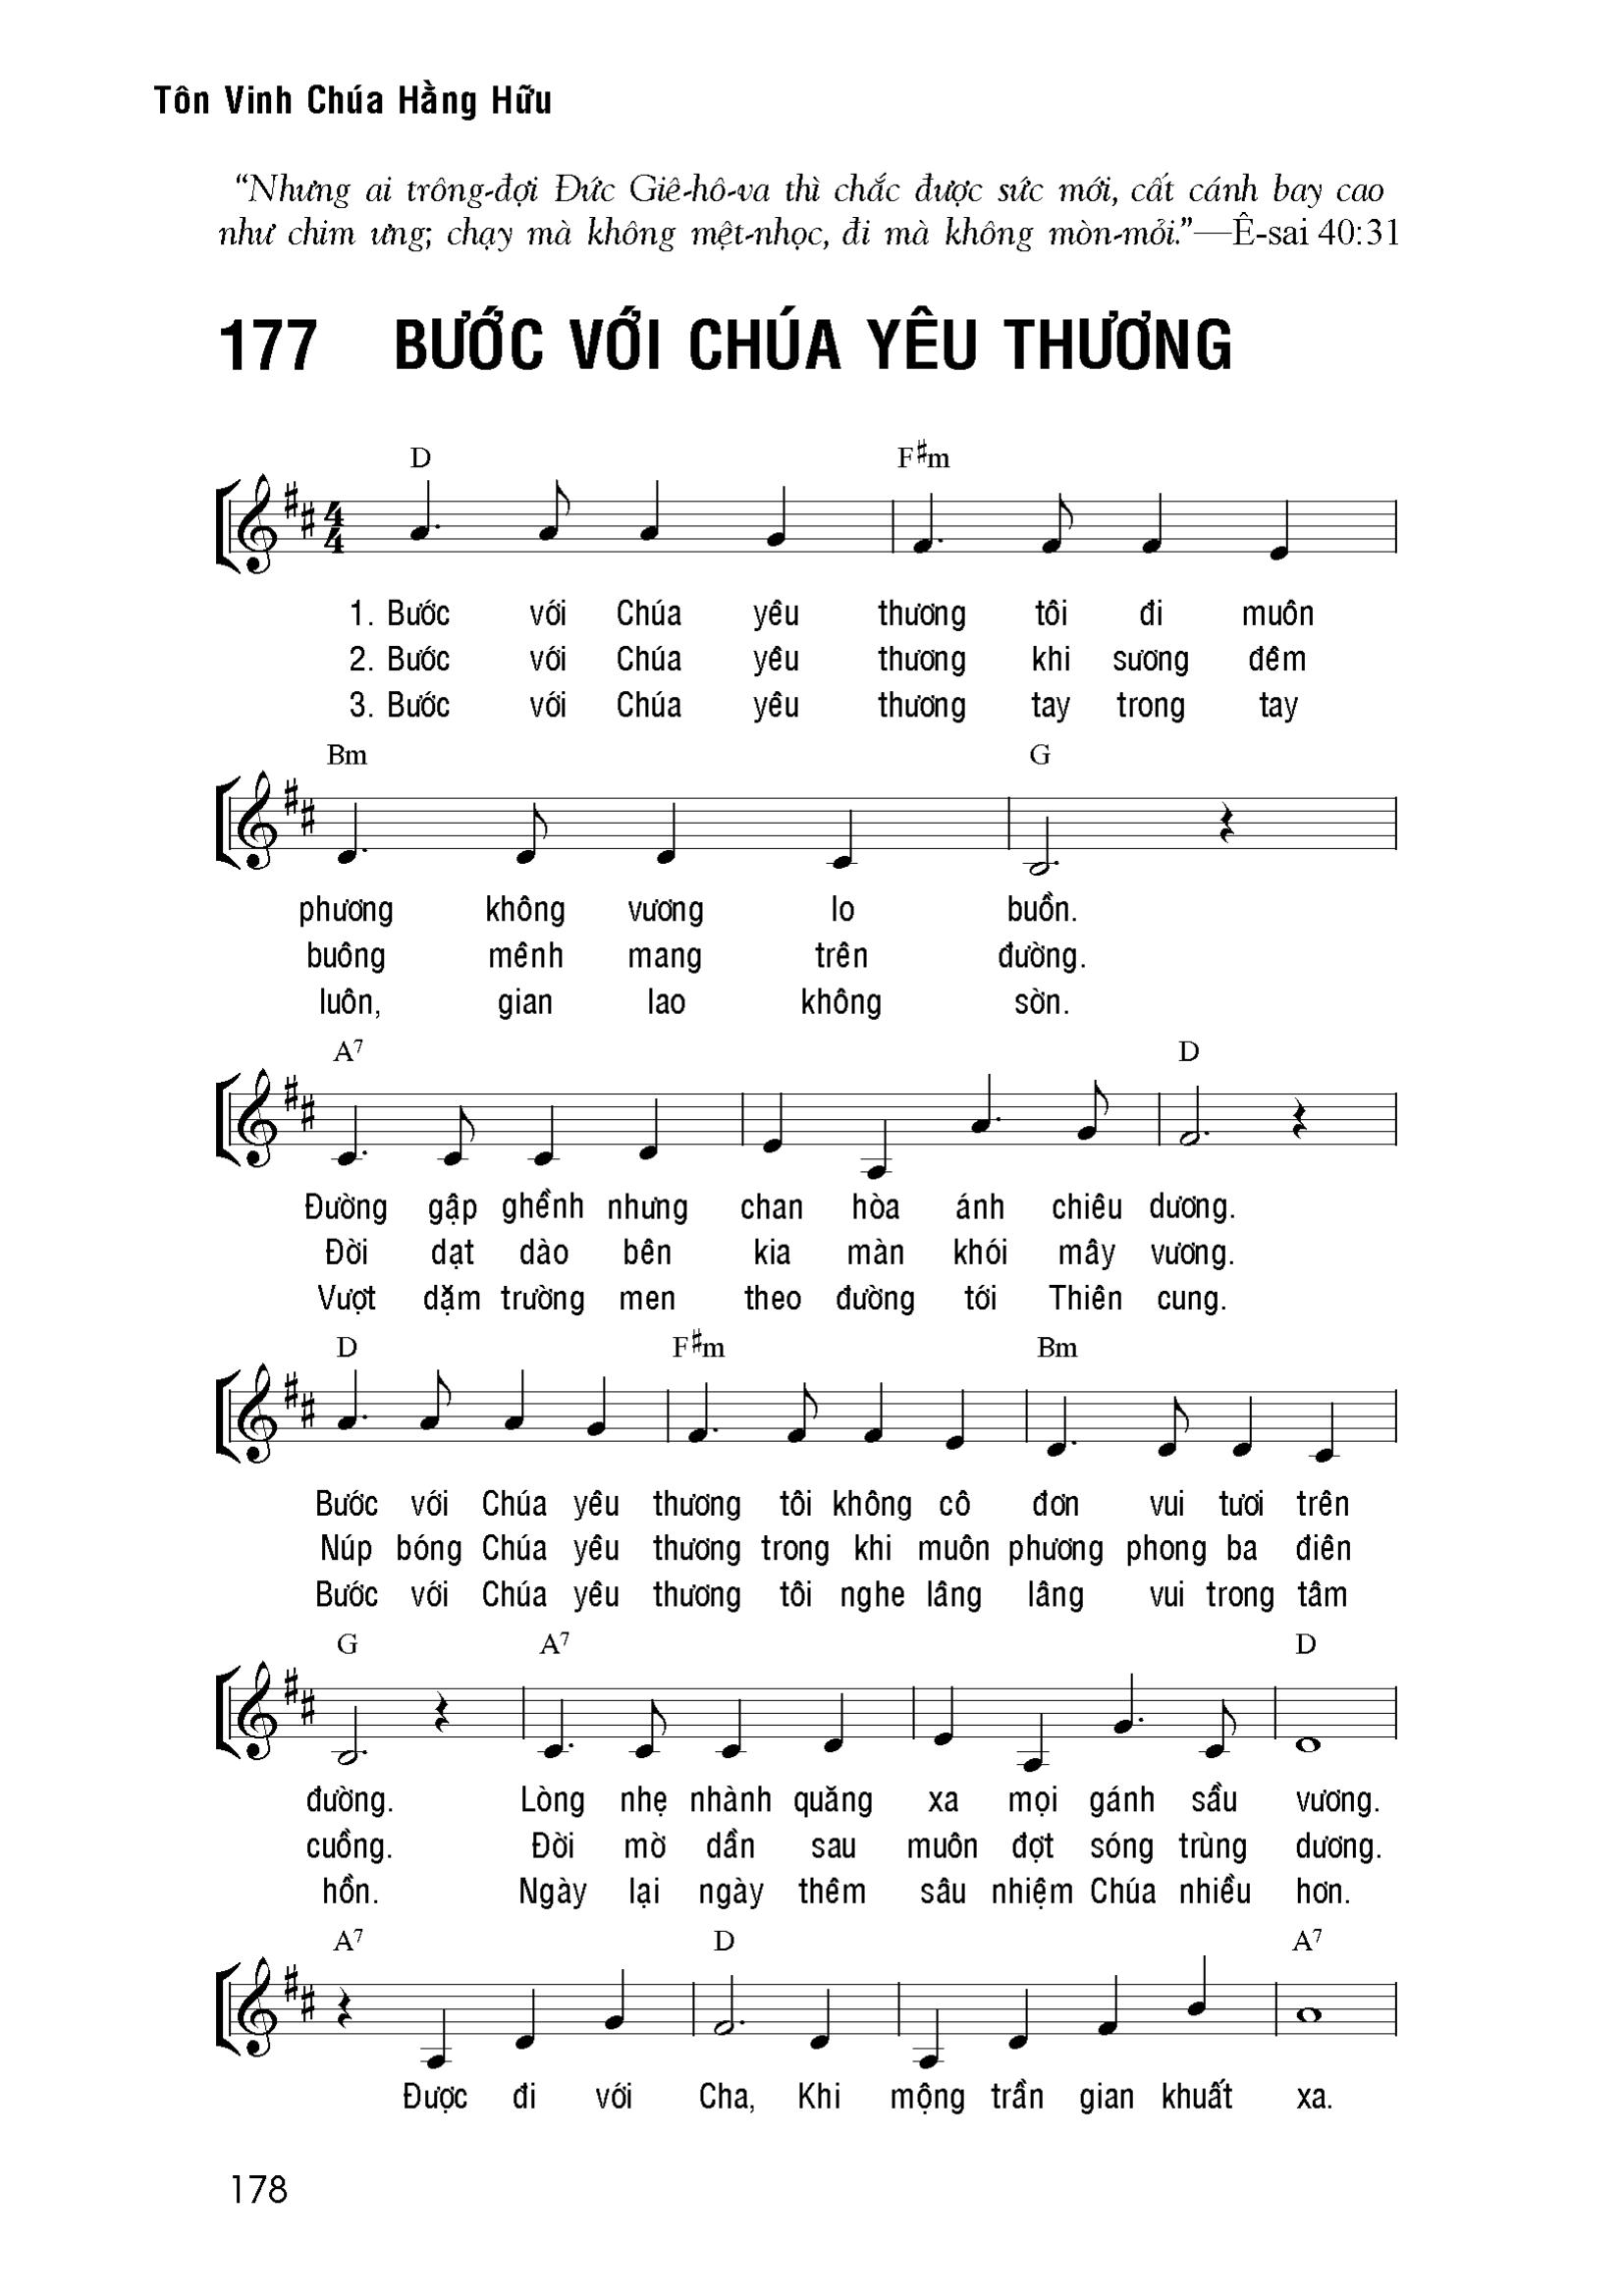 Tôn Vinh Chúa Hằng Hữu
“Nhưng ai trông-đợi Đức Giê-hô-va thì chắc được sức mới, cất cánh bay cao
như chim ưng; chạy mà không mệt-nhọc, đi mà không mòn-mỏi.”—Ê-sai 40:31
177 BƯỚC VỚI CHÚA YÊU THƯƠNG
D F♯m
4
4
1. Bước với Chúa yêu thương tôi đi muôn
2. Bước với Chúa yêu thương khi sương đêm
3. Bước với Chúa yêu thương tay trong tay
Bm G
phương không vương lo buồn.
buông mênh mang trên đường.
luôn, gian lao không sờn.
A7 D
Đường gập ghềnh nhưng chan hòa ánh chiêu dương.
Đời dạt dào bên kia màn khói mây vương.
Vượt dặm trường men theo đường tới Thiên cung.
D F♯m Bm
Bước với Chúa yêu thương tôi không cô đơn vui tươi trên
Núp bóng Chúa yêu thương trong khi muôn phương phong ba điên
Bước với Chúa yêu thương tôi nghe lâng lâng vui trong tâm
G A7 D
đường. Lòng nhẹ nhành quăng xa mọi gánh sầu vương.
cuồng. Đời mờ dần sau muôn đợt sóng trùng dương.
hồn. Ngày lại ngày thêm sâu nhiệm Chúa nhiều hơn.
A7 D A7
Được đi với Cha, Khi mộng trần gian khuất xa.
178